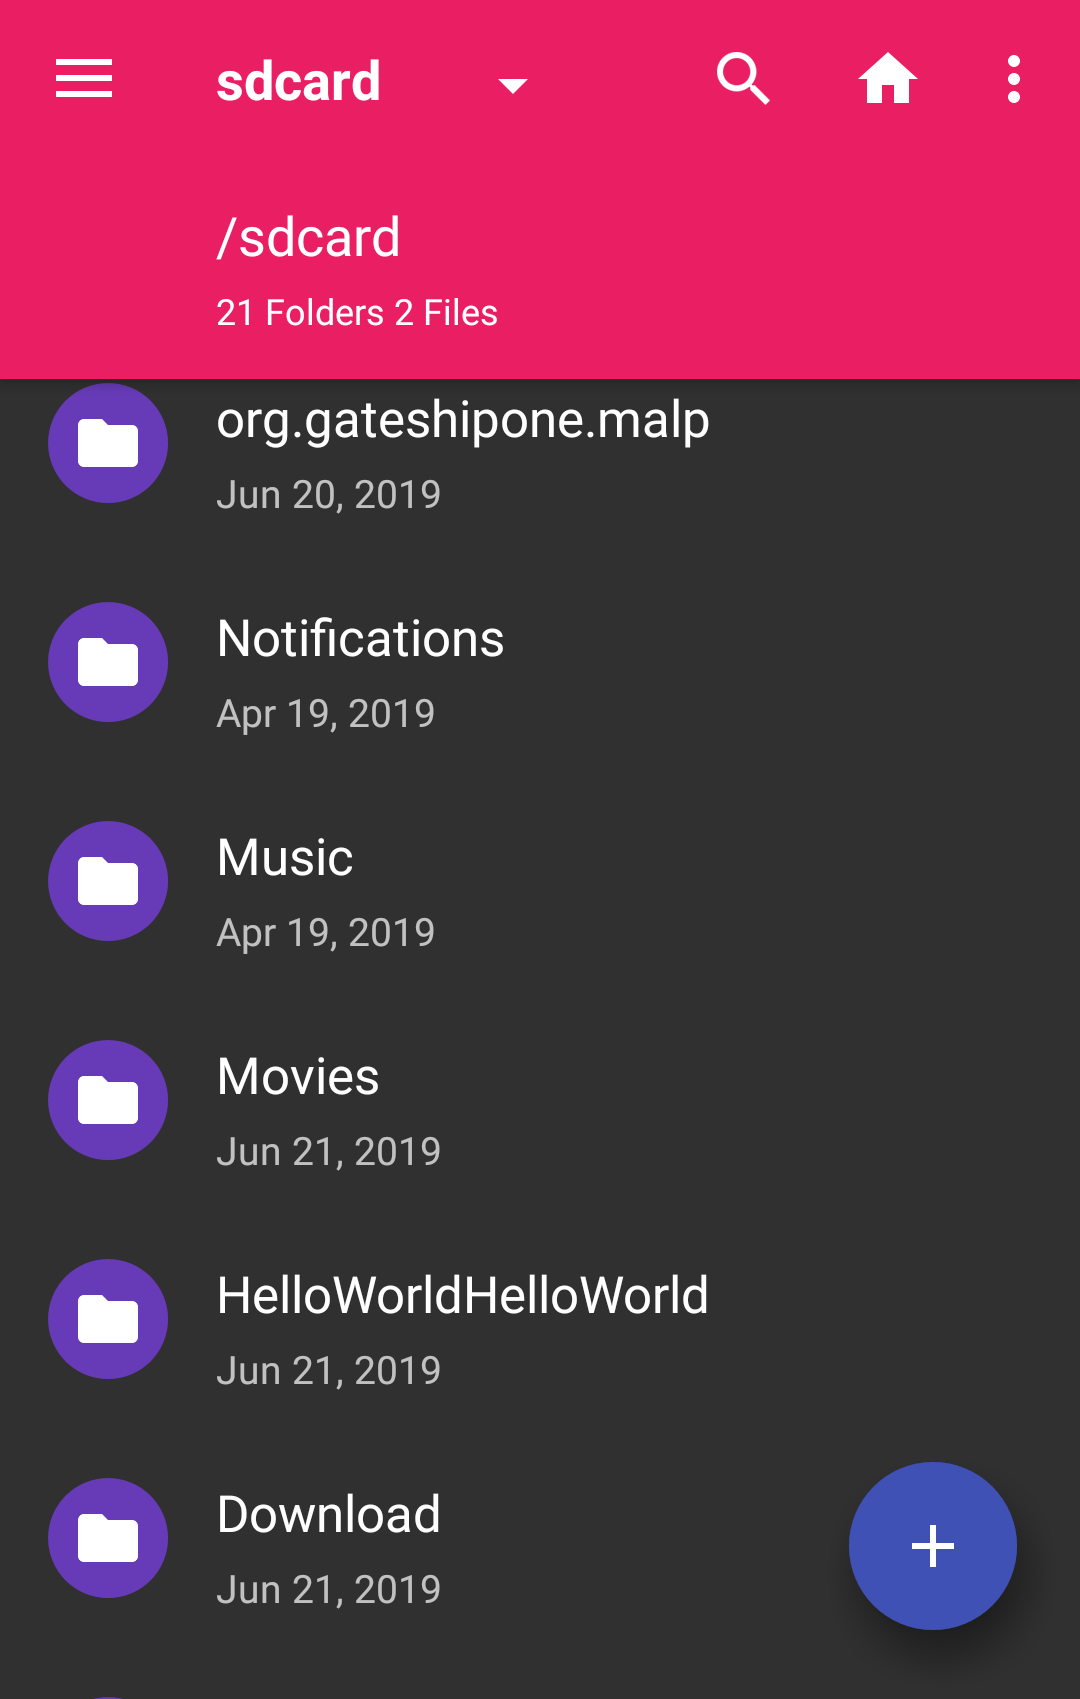 sdcard
/sdcard
21 Folders 2 Files
org.gateshipone.malp
Jun 20, 2019
Notifications
Apr 19, 2019
Music
Apr 19, 2019
Movies
Jun 21, 2019
HelloWorldHelloWorld
Jun 21, 2019
Download
Jun 21, 2019